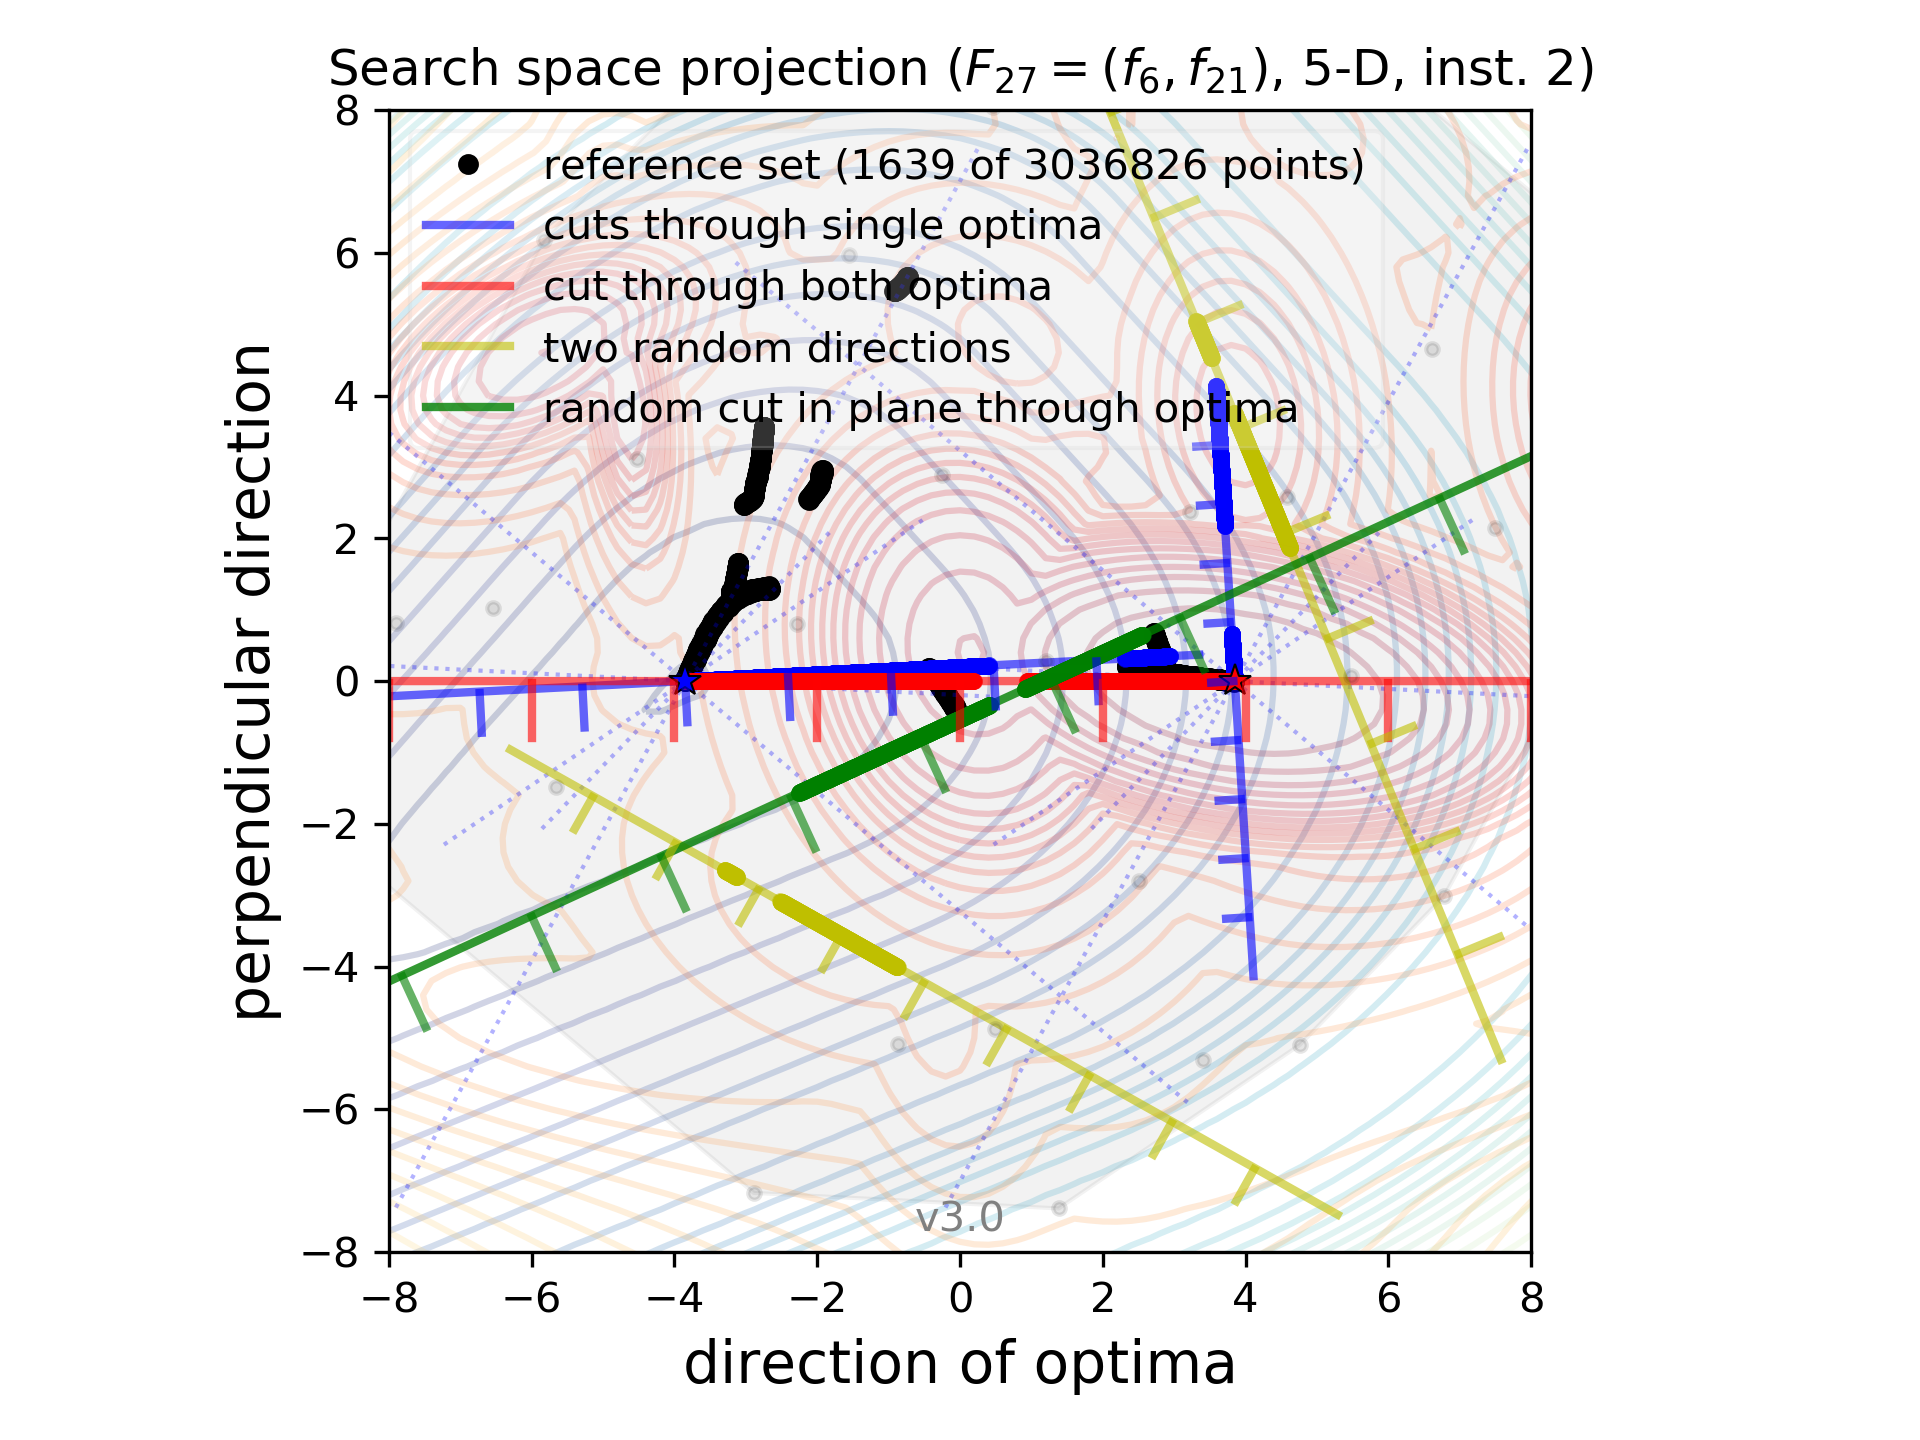 Search space projection (F27 = (f6, f21), 5-D, inst. 2)
reference set (1639 of 3036826 points)
cuts through single optima
cut through both optima
two random directions
random cut in plane through optima
8
6
4
2
0
−2
−4
−6
−8
perpendicular direction
v3.0
−8 −6 −4 −2 0 2 4 6 8
direction of optima